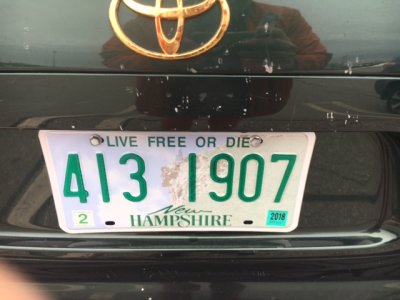 LIVE FREE OR DIE
413 1907
2 New 2018
HAMPSHIRE